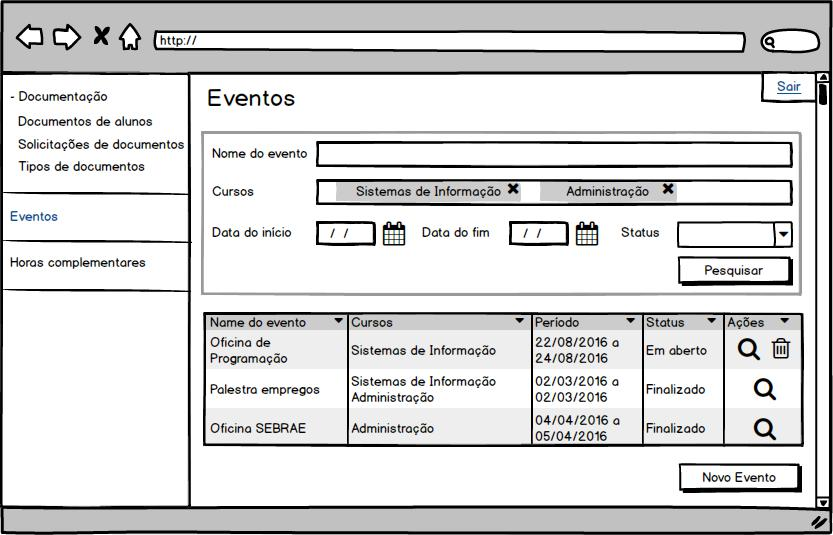 http://
Sair
- Documentação
Documentos de alunos
Solicitações de documentos
Tipos de documentos
Eventos
Horas complementares
Eventos
Nome do evento
Cursos Sistemas de Informação Administração
Data do início / / Data do fim / / Status
Pesquisar
Nome do evento Cursos Período Status Ações
Oficina de
Programação
Sistemas de Informação
22/08/2016 a
24/08/2016
Em aberto
Palestra empregos
Sistemas de Informação
Administração
02/03/2016 a
02/03/2016
Finalizado
Oficina SEBRAE
Administração
04/04/2016 a
05/04/2016
Finalizado
Novo Evento